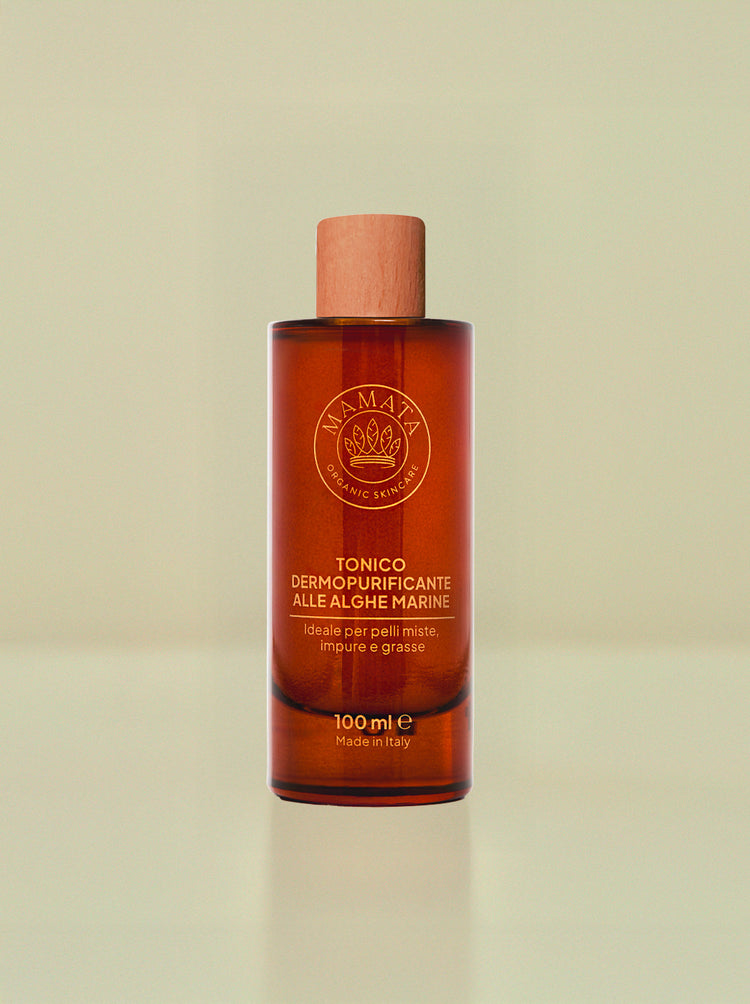 MAMATA
ORGANIC SKINCARE
TONICO
DERMOPURIFICANTE
ALLE ALGHE MARINE
Ideale per pelli miste,
impure e grasse
100 ml ℮
Made in Italy